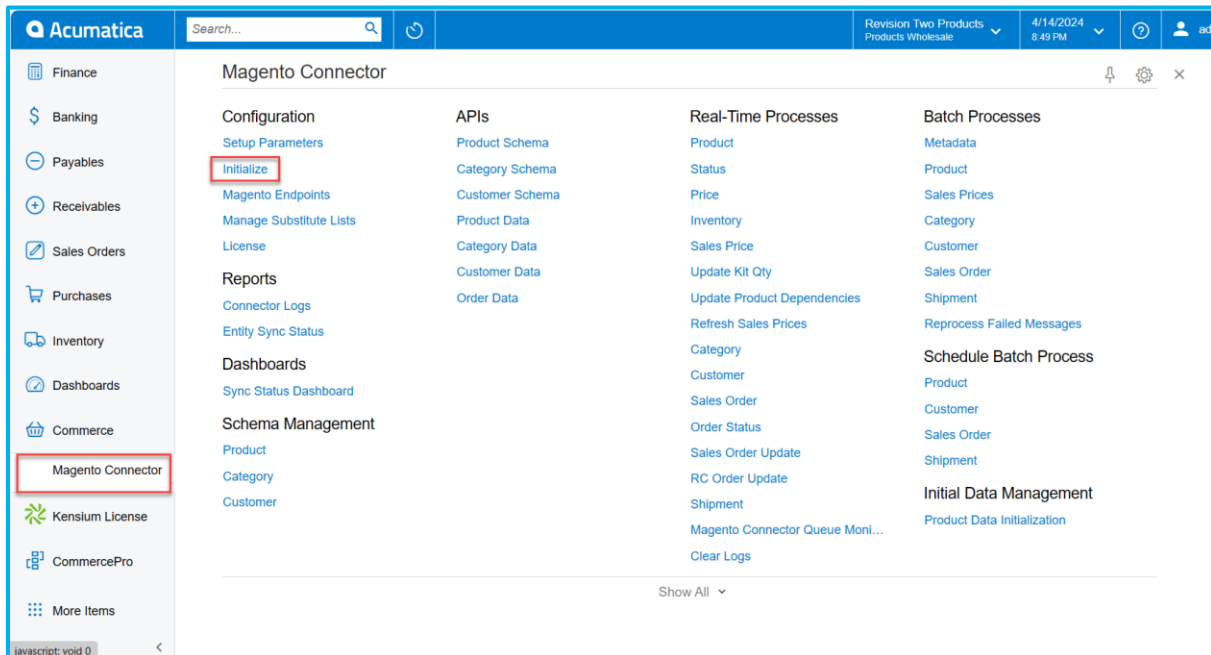 Acumatica
Search...
Revision Two Products
Products Wholesale
4/14/2024
8:49 PM
ad
Finance
Banking
Payables
Receivables
Sales Orders
Purchases
Inventory
Dashboards
Commerce
Magento Connector
Kensium License
CommercePro
More Items
javascript: void 0
Magento Connector
Configuration
Setup Parameters
Initialize
Magento Endpoints
Manage Substitute Lists
License
Reports
Connector Logs
Entity Sync Status
Dashboards
Sync Status Dashboard
Schema Management
Product
Category
Customer
APIs
Product Schema
Category Schema
Customer Schema
Product Data
Category Data
Customer Data
Order Data
Real-Time Processes
Product
Status
Price
Inventory
Sales Price
Update Kit Qty
Update Product Dependencies
Refresh Sales Prices
Category
Customer
Sales Order
Order Status
Sales Order Update
RC Order Update
Shipment
Magento Connector Queue Moni...
Clear Logs
Batch Processes
Metadata
Product
Sales Prices
Category
Customer
Sales Order
Shipment
Reprocess Failed Messages
Schedule Batch Process
Product
Customer
Sales Order
Shipment
Initial Data Management
Product Data Initialization
Show All